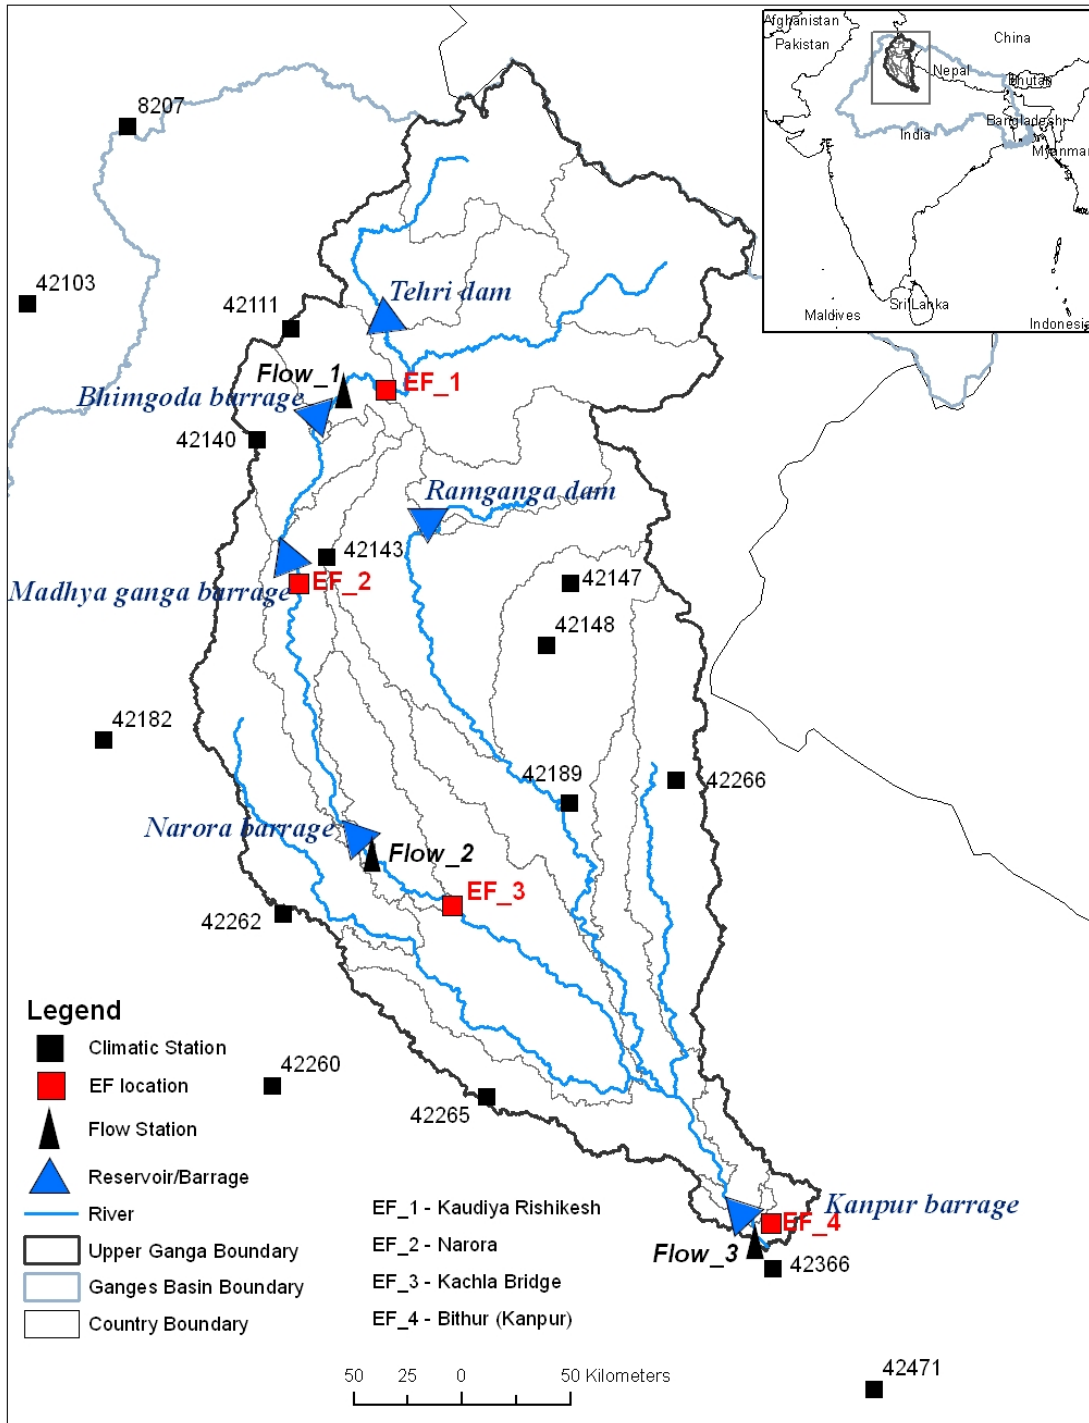 Afghanistan
Pakistan
China
Nepal
Bhutan
Bangladesh
India
Myanmar
Sri Lanka
Maldives
Indonesia
8207
42103
42111
Tehri dam
Flow_1
EF_1
Bhimgoda barrage
42140
Ramganga dam
42143
EF_2
42147
Madhya ganga barrage
42148
42182
42189
42266
Narora barrage
Flow_2
EF_3
42262
Legend
Climatic Station
EF location
Flow Station
Reservoir/Barrage
River
Upper Ganga Boundary
Ganges Basin Boundary
Country Boundary
42260
42265
EF_1 - Kaudiya Rishikesh
EF_2 - Narora
EF_3 - Kachla Bridge
EF_4 - Bithur (Kanpur)
Kanpur barrage
EF_4
Flow_3
42366
50 25 0 50 Kilometers
42471